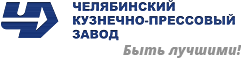 ЧЕЛЯБИНСКИЙ
КУЗНЕЧНО-ПРЕССОВЫЙ
ЗАВОД
Быть лучшими!